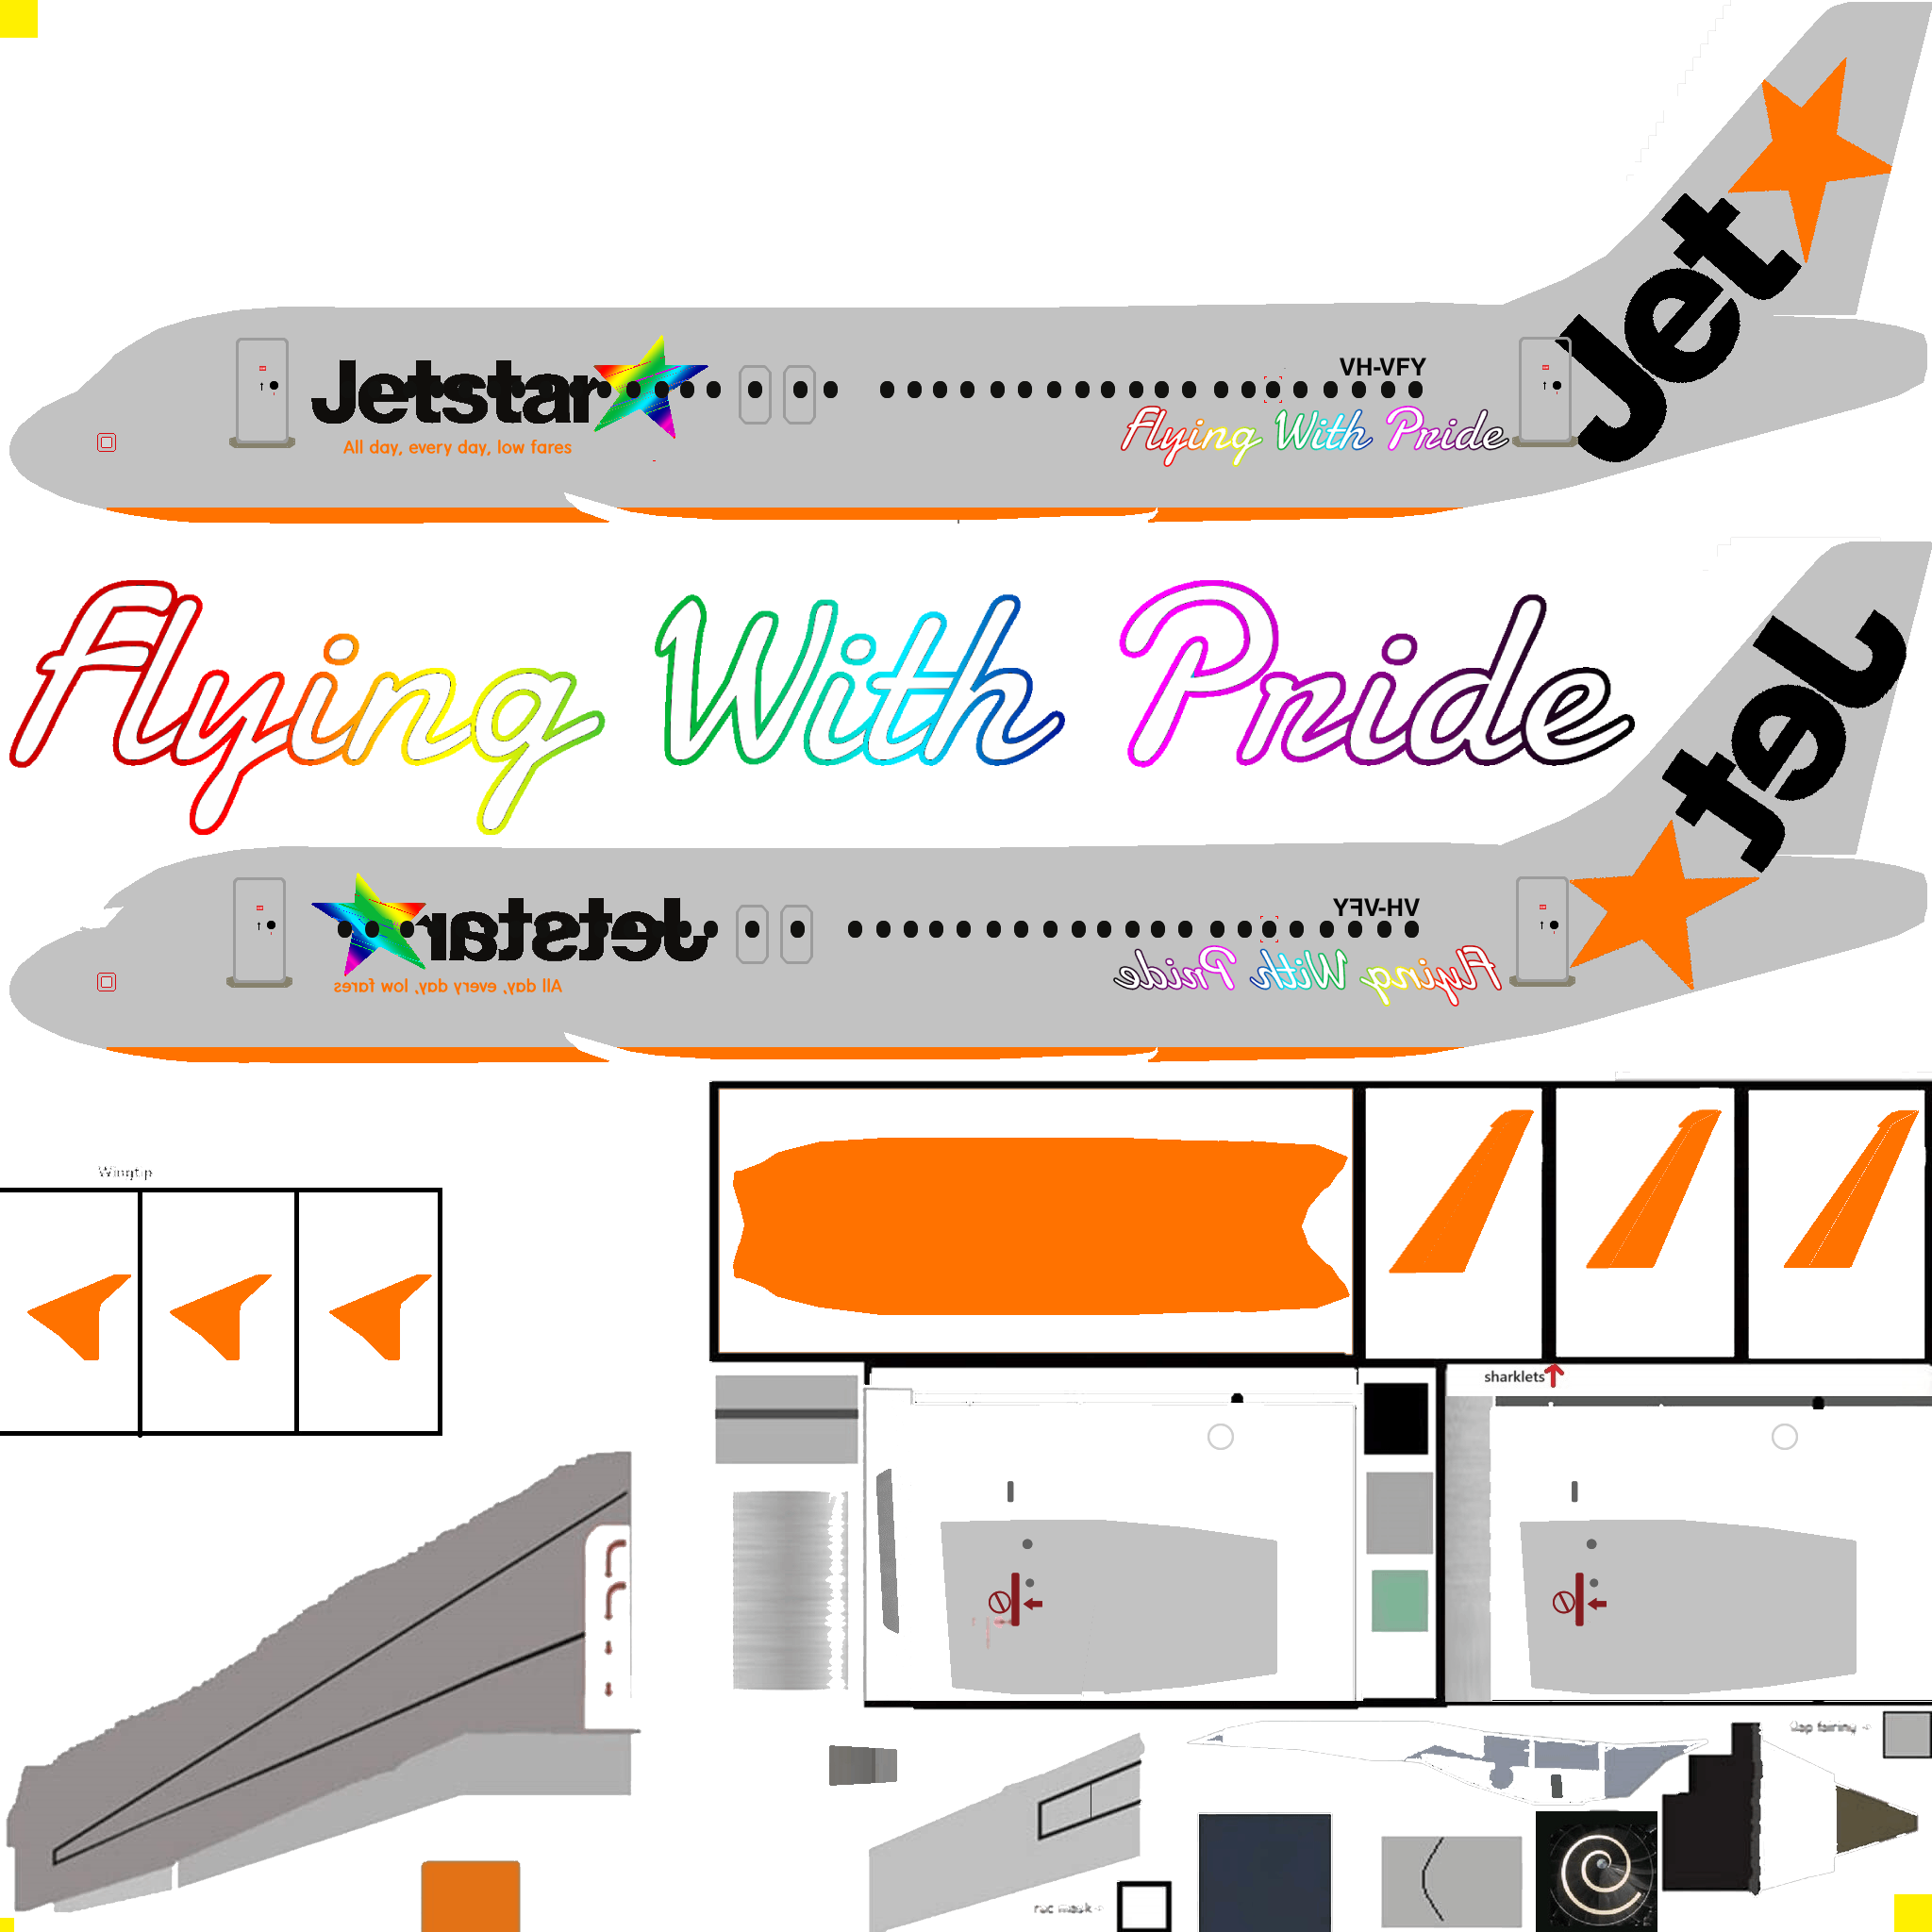 Jet
VH-VFY
Jetstar
Flying With Pride
All day, every day, low fares
Flying With Pride
Jet
VH-VFY
Jetstar
Flying With Pride
All day, every day, low fares
Wingtip
sharklets
flap fairing